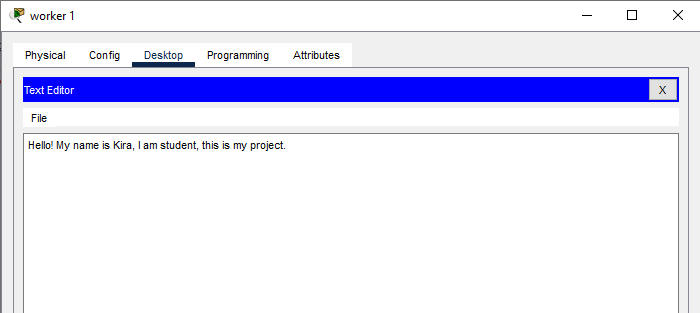 worker 1
Physical Config Desktop Programming Attributes
Text Editor X
File
Hello! My name is Kira, I am student, this is my project.